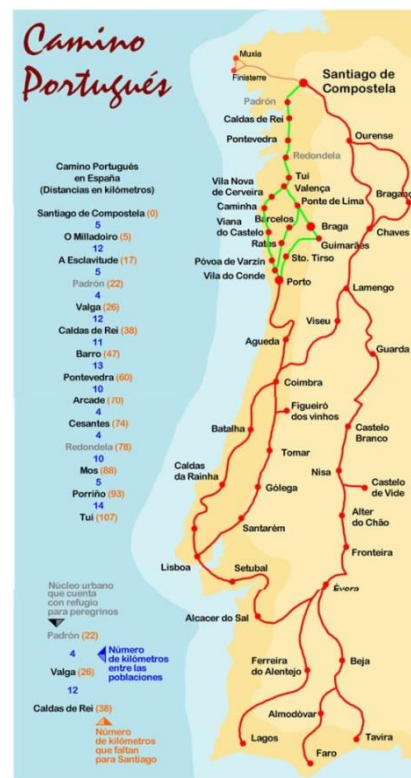 Camino
Portugués
Camino Portugués
en España
(Distancias en kilómetros)
Santiago de Compostela (0)
5
O Milladoiro (5)
12
A Esclavitude (17)
5
Padrón (22)
4
Valga (26)
12
Caldas de Rei (38)
11
Barro (47)
13
Pontevedra (60)
10
Arcade (70)
4
Cesantes (74)
4
Redondela (78)
10
Mos (88)
5
Porriño (93)
14
Tui (107)
Núcleo urbano
que cuenta
con refugio
para peregrinos
Padrón (22)
4
Número
de kilómetros
entre las
poblaciones
Valga (26)
12
Caldas de Rei (38)
Número
de kilómetros
que faltan
para Santiago
Muxia
Finisterre
Santiago de
Compostela
Padrón
Caldas de Rei
Pontevedra
Ourense
Redondela
Tui
Valença
Braganç
Vila Nova
de Cerveira
Ponte de Lima
Caminha
Barcelos
Viana
do Castelo
Braga
Chaves
Rates
Guimarães
Póvoa de Varzin
Sto. Tirso
Vila do Conde
Porto
Lamengo
Viseu
Agueda
Guarda
Coimbra
Figueiró
dos vinhos
Batalha
Castelo
Branco
Tomar
Caldas
da Rainha
Nisa
Gólega
Castelo
de Vide
Alter
do Chão
Santarém
Fronteira
Lisboa
Setubal
Évora
Alcacer do Sal
Ferreira
do Alentejo
Beja
Almodòvar
Lagos
Faro
Tavira